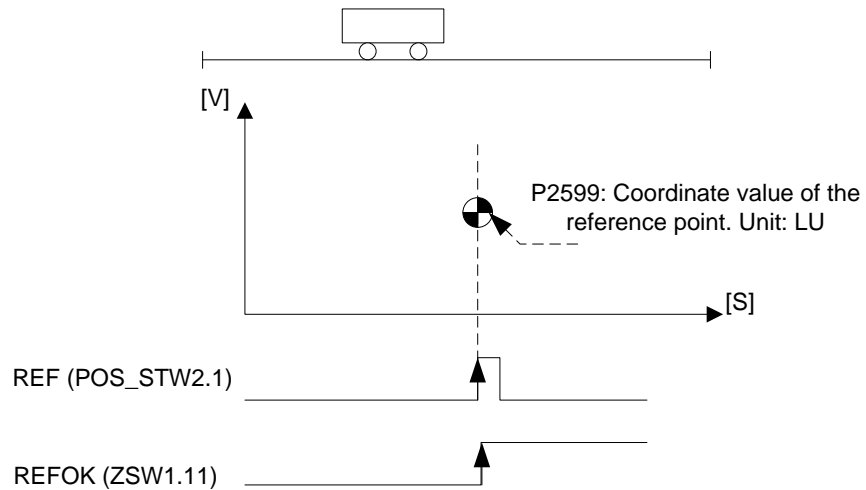 [V]
P2599: Coordinate value of the
reference point. Unit: LU
[S]
REF (POS_STW2.1)
REFOK (ZSW1.11)